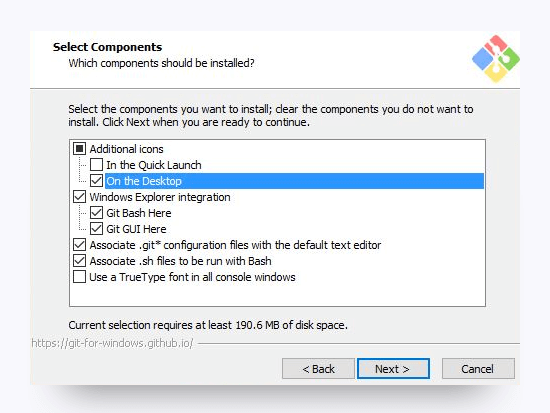 Select Components
Which components should be installed?
Select the components you want to install; clear the components you do not want to
install. Click Next when you are ready to continue.
Additional icons
In the Quick Launch
On the Desktop
Windows Explorer integration
Git Bash Here
Git GUI Here
Associate .git* configuration files with the default text editor
Associate .sh files to be run with Bash
Use a TrueType font in all console windows
Current selection requires at least 190.6 MB of disk space.
https://git-for-windows.github.io/
< Back Next > Cancel